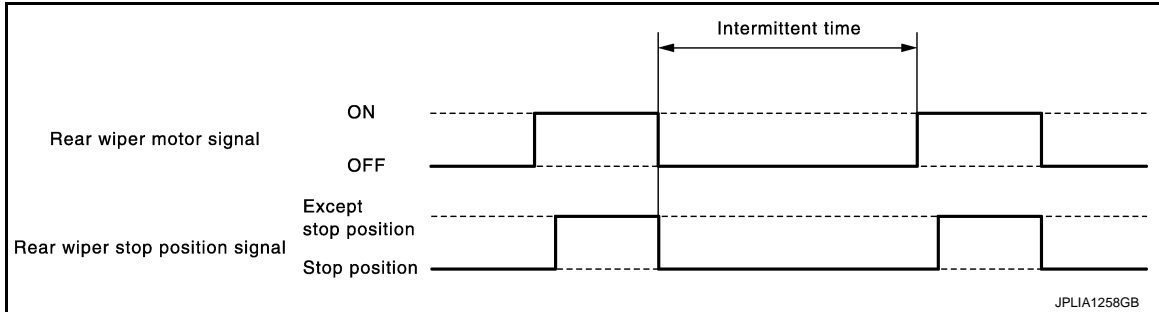 Intermittent time
ON
Rear wiper motor signal
OFF
Except
stop position
Rear wiper stop position signal
Stop position
JPLIA1258GB